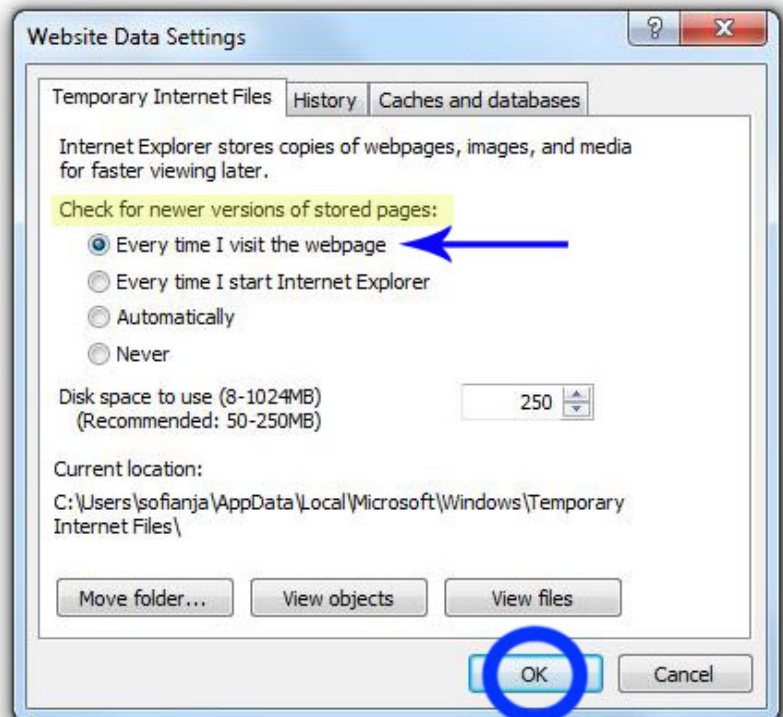 Website Data Settings
?
X
Temporary Internet Files
History
Caches and databases
Internet Explorer stores copies of webpages, images, and media
for faster viewing later.
Check for newer versions of stored pages:
Every time I visit the webpage
Every time I start Internet Explorer
Automatically
Never
Disk space to use (8-1024MB)
(Recommended: 50-250MB)
250
Current location:
C:\Users\sofianja\AppData\Local\Microsoft\Windows\Temporary
Internet Files\
Move folder...
View objects
View files
OK
Cancel